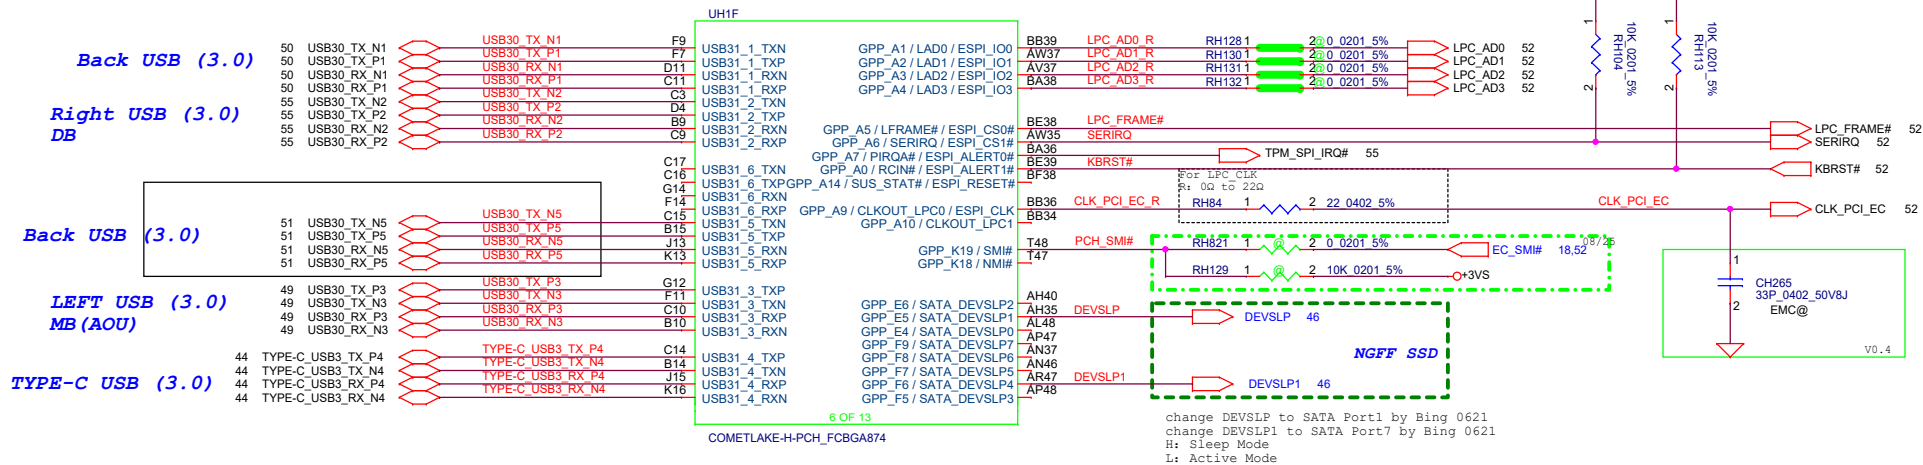 UH1F
Back USB (3.0)
50 USB30_TX_N1 USB30_TX_N1 F9 USB31_1_TXN
50 USB30_TX_P1 USB30_TX_P1 F7 USB31_1_TXP
50 USB30_RX_N1 USB30_RX_N1 D11 USB31_1_RXN
50 USB30_RX_P1 USB30_RX_P1 C11 USB31_1_RXP
Right USB (3.0)
DB
55 USB30_TX_N2 USB30_TX_N2 C3 USB31_2_TXN
55 USB30_TX_P2 USB30_TX_P2 D4 USB31_2_TXP
55 USB30_RX_N2 USB30_RX_N2 B9 USB31_2_RXN
55 USB30_RX_P2 USB30_RX_P2 C9 USB31_2_RXP
C17 USB31_6_TXN
C16 USB31_6_TXP
G14 USB31_6_RXN
F14 USB31_6_RXP
Back USB (3.0)
51 USB30_TX_N5 USB30_TX_N5 C15 USB31_5_TXN
51 USB30_TX_P5 USB30_TX_P5 B15 USB31_5_TXP
51 USB30_RX_N5 USB30_RX_N5 J13 USB31_5_RXN
51 USB30_RX_P5 USB30_RX_P5 K13 USB31_5_RXP
LEFT USB (3.0)
MB(AOU)
49 USB30_TX_P3 USB30_TX_P3 G12 USB31_3_TXP
49 USB30_TX_N3 USB30_TX_N3 F11 USB31_3_TXN
49 USB30_RX_P3 USB30_RX_P3 C10 USB31_3_RXP
49 USB30_RX_N3 USB30_RX_N3 B10 USB31_3_RXN
TYPE-C USB (3.0)
44 TYPE-C_USB3_TX_P4 TYPE-C_USB3_TX_P4 C14 USB31_4_TXP
44 TYPE-C_USB3_TX_N4 TYPE-C_USB3_TX_N4 B14 USB31_4_TXN
44 TYPE-C_USB3_RX_P4 TYPE-C_USB3_RX_P4 J15 USB31_4_RXP
44 TYPE-C_USB3_RX_N4 TYPE-C_USB3_RX_N4 K16 USB31_4_RXN
GPP_A1 / LAD0 / ESPI_IO0 BB39 LPC_AD0_R RH128 1 2 @ 0_0201_5% LPC_AD0 52
GPP_A2 / LAD1 / ESPI_IO1 AW37 LPC_AD1_R RH130 1 2 @ 0_0201_5% LPC_AD1 52
GPP_A3 / LAD2 / ESPI_IO2 AV37 LPC_AD2_R RH131 1 2 @ 0_0201_5% LPC_AD2 52
GPP_A4 / LAD3 / ESPI_IO3 BA38 LPC_AD3_R RH132 1 2 @ 0_0201_5% LPC_AD3 52
1 10K_0201_5% RH104 2
1 10K_0201_5% RH113 2
GPP_A5 / LFRAME# / ESPI_CS0# BE38 LPC_FRAME# LPC_FRAME# 52
GPP_A6 / SERIRQ / ESPI_CS1# AW35 SERIRQ SERIRQ 52
GPP_A7 / PIRQA# / ESPI_ALERT0# BA36 TPM_SPI_IRQ# 55
GPP_A0 / RCIN# / ESPI_ALERT1# BE39 KBRST# KBRST# 52
GPP_A14 / SUS_STAT# / ESPI_RESET# BF38
For LPC_CLK
R: 0Ω to 22Ω
GPP_A9 / CLKOUT_LPC0 / ESPI_CLK BB36 CLK_PCI_EC_R RH84 1 2 22_0402_5% CLK_PCI_EC CLK_PCI_EC 52
GPP_A10 / CLKOUT_LPC1 BB34
GPP_K19 / SMI# T48 PCH_SMI# RH821 1 @ 2 0_0201_5% EC_SMI# 18,52 08/25
GPP_K18 / NMI# T47
RH129 1 @ 2 10K_0201_5% +3VS
1
CH265
33P_0402_50V8J
2
EMC@
V0.4
GPP_E6 / SATA_DEVSLP2 AH40
GPP_E5 / SATA_DEVSLP1 AH35 DEVSLP DEVSLP 46
GPP_E4 / SATA_DEVSLP0 AL48
GPP_F9 / SATA_DEVSLP7 AP47
GPP_F8 / SATA_DEVSLP6 AN37
GPP_F7 / SATA_DEVSLP5 AN46
GPP_F6 / SATA_DEVSLP4 AR47 DEVSLP1 DEVSLP1 46
GPP_F5 / SATA_DEVSLP3 AP48
NGFF SSD
6 OF 13
COMETLAKE-H-PCH_FCBGA874
change DEVSLP to SATA Port1 by Bing 0621
change DEVSLP1 to SATA Port7 by Bing 0621
H: Sleep Mode
L: Active Mode